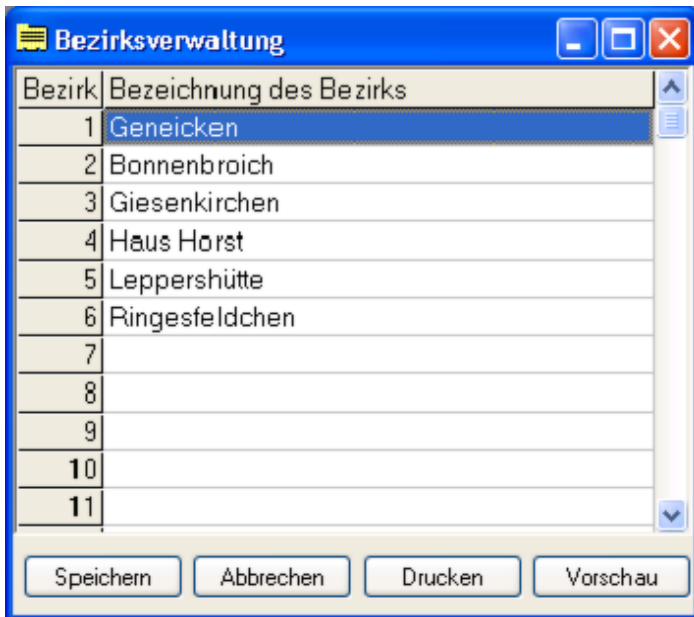 Bezirksverwaltung
Bezirk Bezeichnung des Bezirks
1 Geneicken
2 Bonnenbroich
3 Giesenkirchen
4 Haus Horst
5 Leppershütte
6 Ringesfeldchen
7
8
9
10
11
Speichern Abbrechen Drucken Vorschau